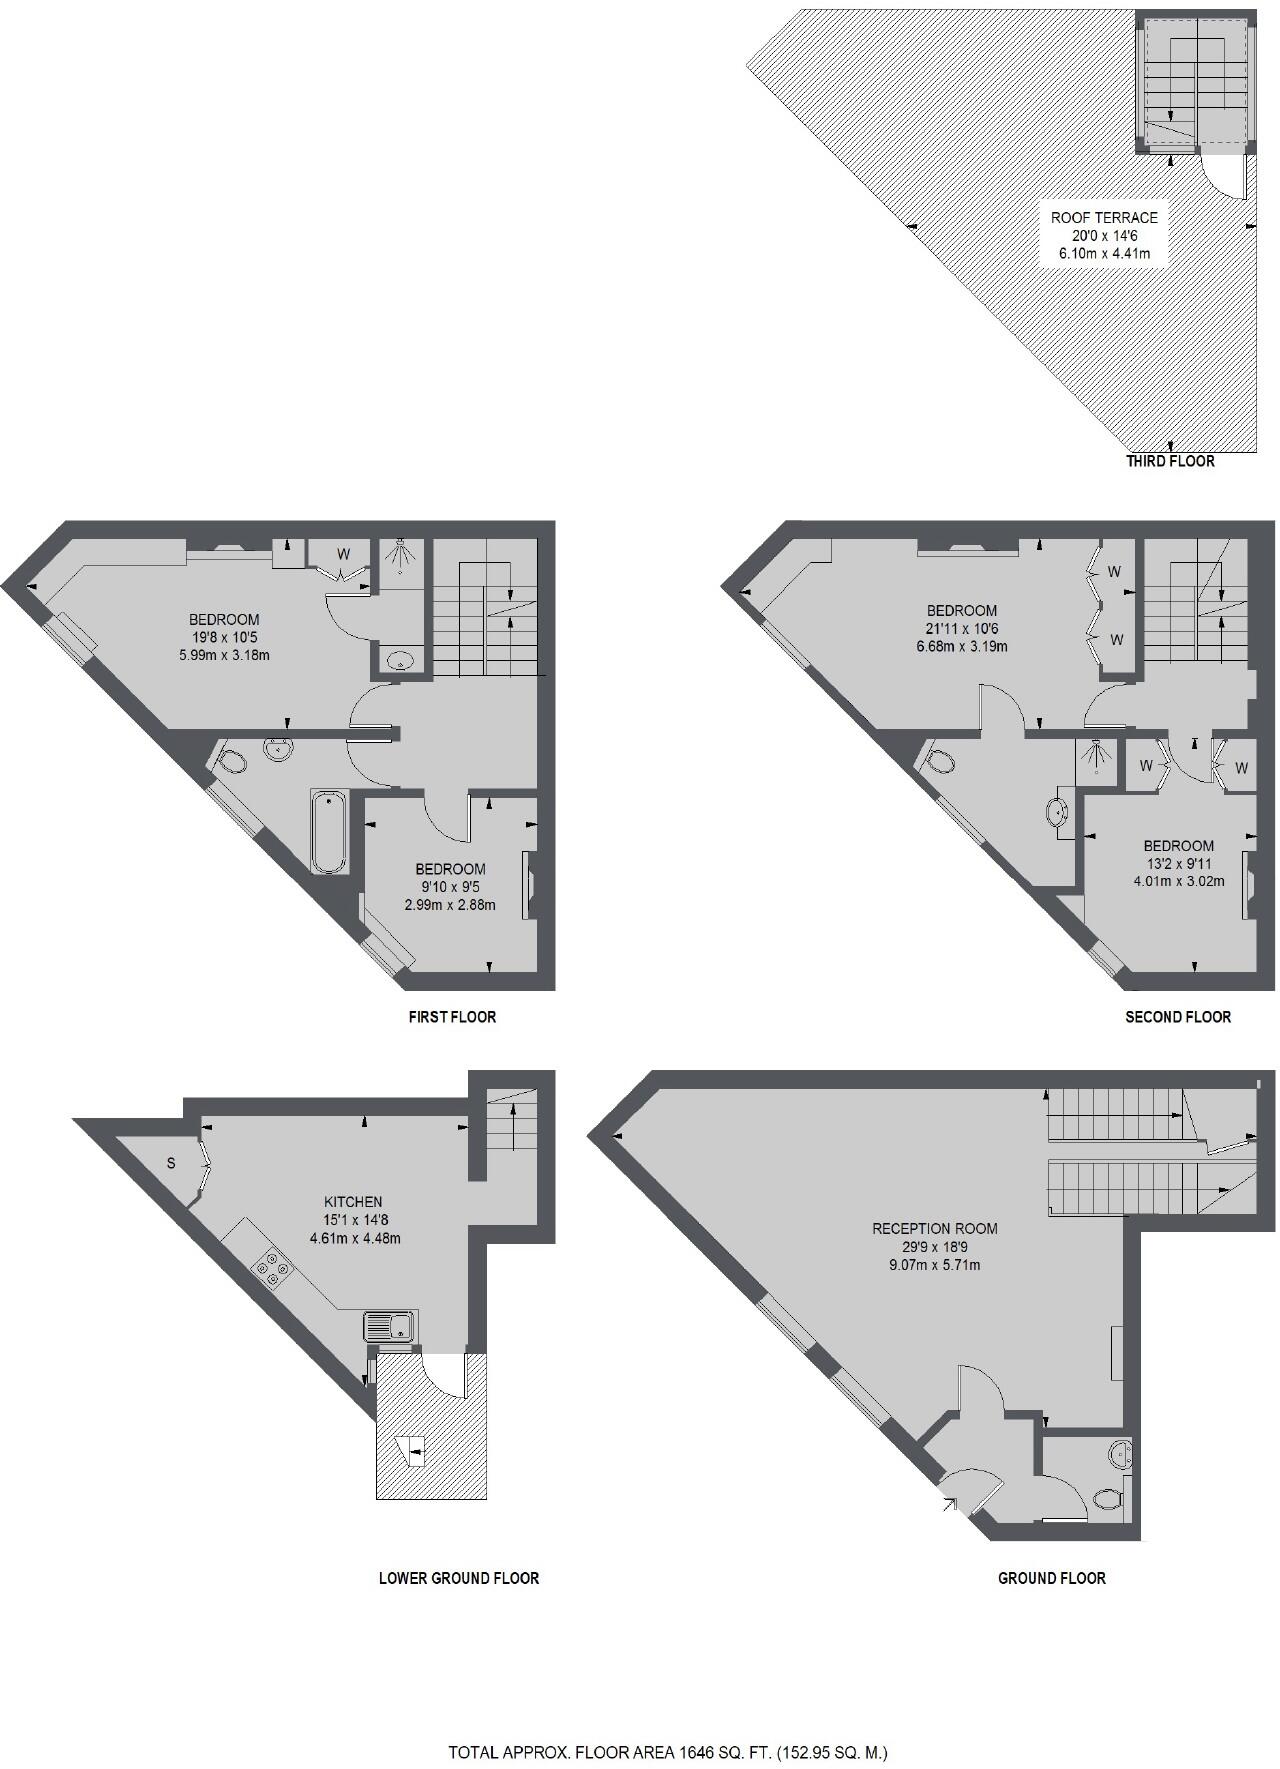 ROOF TERRACE
20'0 x 14'6
6.10m x 4.41m
THIRD FLOOR
W
BEDROOM
19'8 x 10'5
5.99m x 3.18m
BEDROOM
9'10 x 9'5
2.99m x 2.88m
FIRST FLOOR
BEDROOM
21'11 x 10'6
6.68m x 3.19m
W
W
W
W
BEDROOM
13'2 x 9'11
4.01m x 3.02m
SECOND FLOOR
S
KITCHEN
15'1 x 14'8
4.61m x 4.48m
LOWER GROUND FLOOR
RECEPTION ROOM
29'9 x 18'9
9.07m x 5.71m
GROUND FLOOR
TOTAL APPROX. FLOOR AREA 1646 SQ. FT. (152.95 SQ. M.)